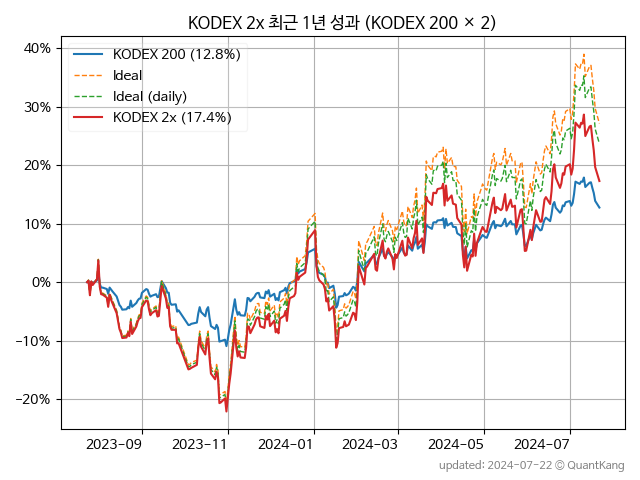 KODEX 2x 최근 1년 성과 (KODEX 200 × 2)
40%
30%
20%
10%
0%
−10%
−20%
KODEX 200 (12.8%)
Ideal
Ideal (daily)
KODEX 2x (17.4%)
2023-09
2023-11
2024-01
2024-03
2024-05
2024-07
updated: 2024-07-22 © QuantKang